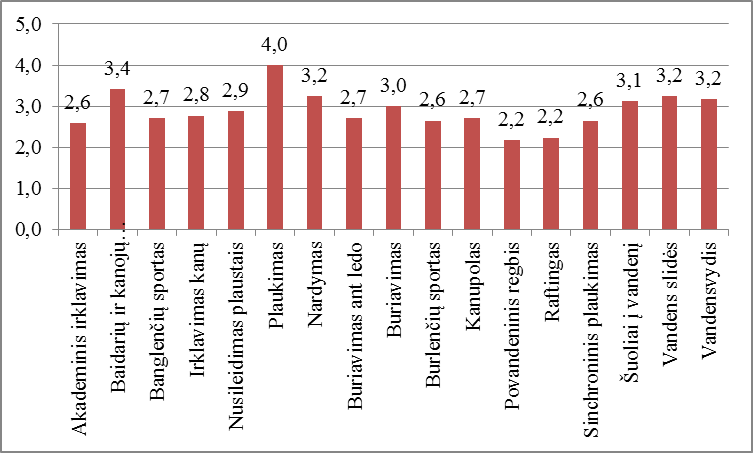 5,0
4,0
3,0
2,0
1,0
0,0
2,6
3,4
2,7
2,8
2,9
4,0
3,2
2,7
3,0
2,6
2,7
2,2
2,2
2,6
3,1
3,2
3,2
Akademinis irklavimas
Baidarių ir kanojų...
Banglenčių sportas
Irklavimas kanų
Nusileidimas plaustais
Plaukimas
Nardymas
Buriavimas ant ledo
Buriavimas
Burlenčių sportas
Kanupolas
Povandeninis regbis
Raftingas
Sinchroninis plaukimas
Šuoliai į vandenį
Vandens slidės
Vandensvydis